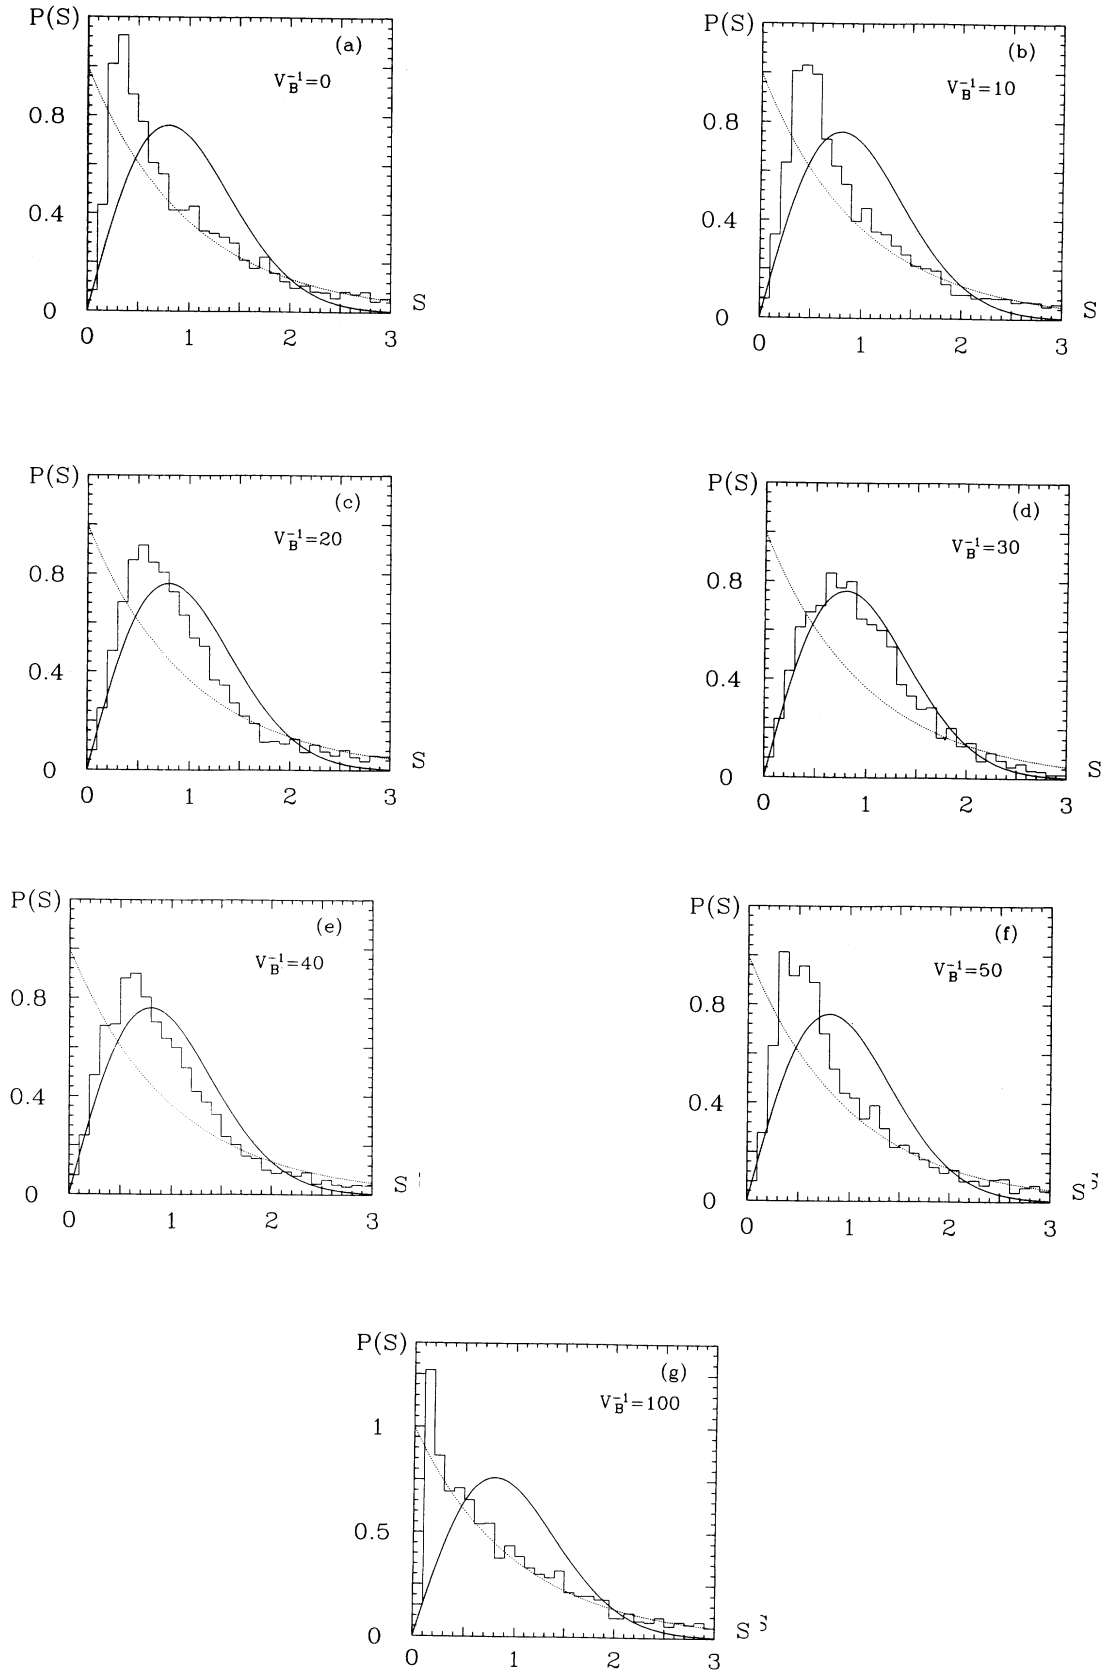 P(S)
(a)
V_B^-1=0
0.8
0.4
0
S
0 1 2 3
P(S)
(b)
V_B^-1=10
0.8
0.4
0
S
0 1 2 3
P(S)
(c)
V_B^-1=20
0.8
0.4
0
S
0 1 2 3
P(S)
(d)
V_B^-1=30
0.8
0.4
0
S
0 1 2 3
P(S)
(e)
V_B^-1=40
0.8
0.4
0
S
0 1 2 3
P(S)
(f)
V_B^-1=50
0.8
0.4
0
S
0 1 2 3
P(S)
(g)
V_B^-1=100
1
0.5
0
S
0 1 2 3